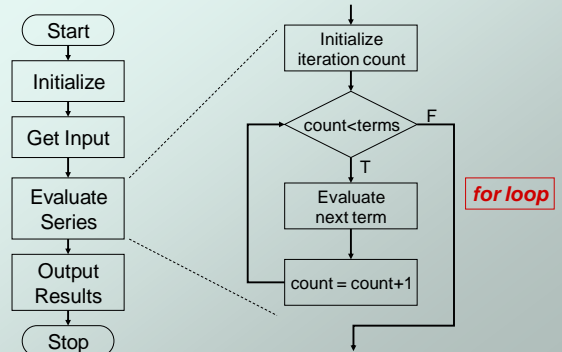 Start
Initialize
Get Input
Evaluate
Series
Output
Results
Stop
Initialize
iteration count
count<terms
F
T
Evaluate
next term
count = count+1
for loop